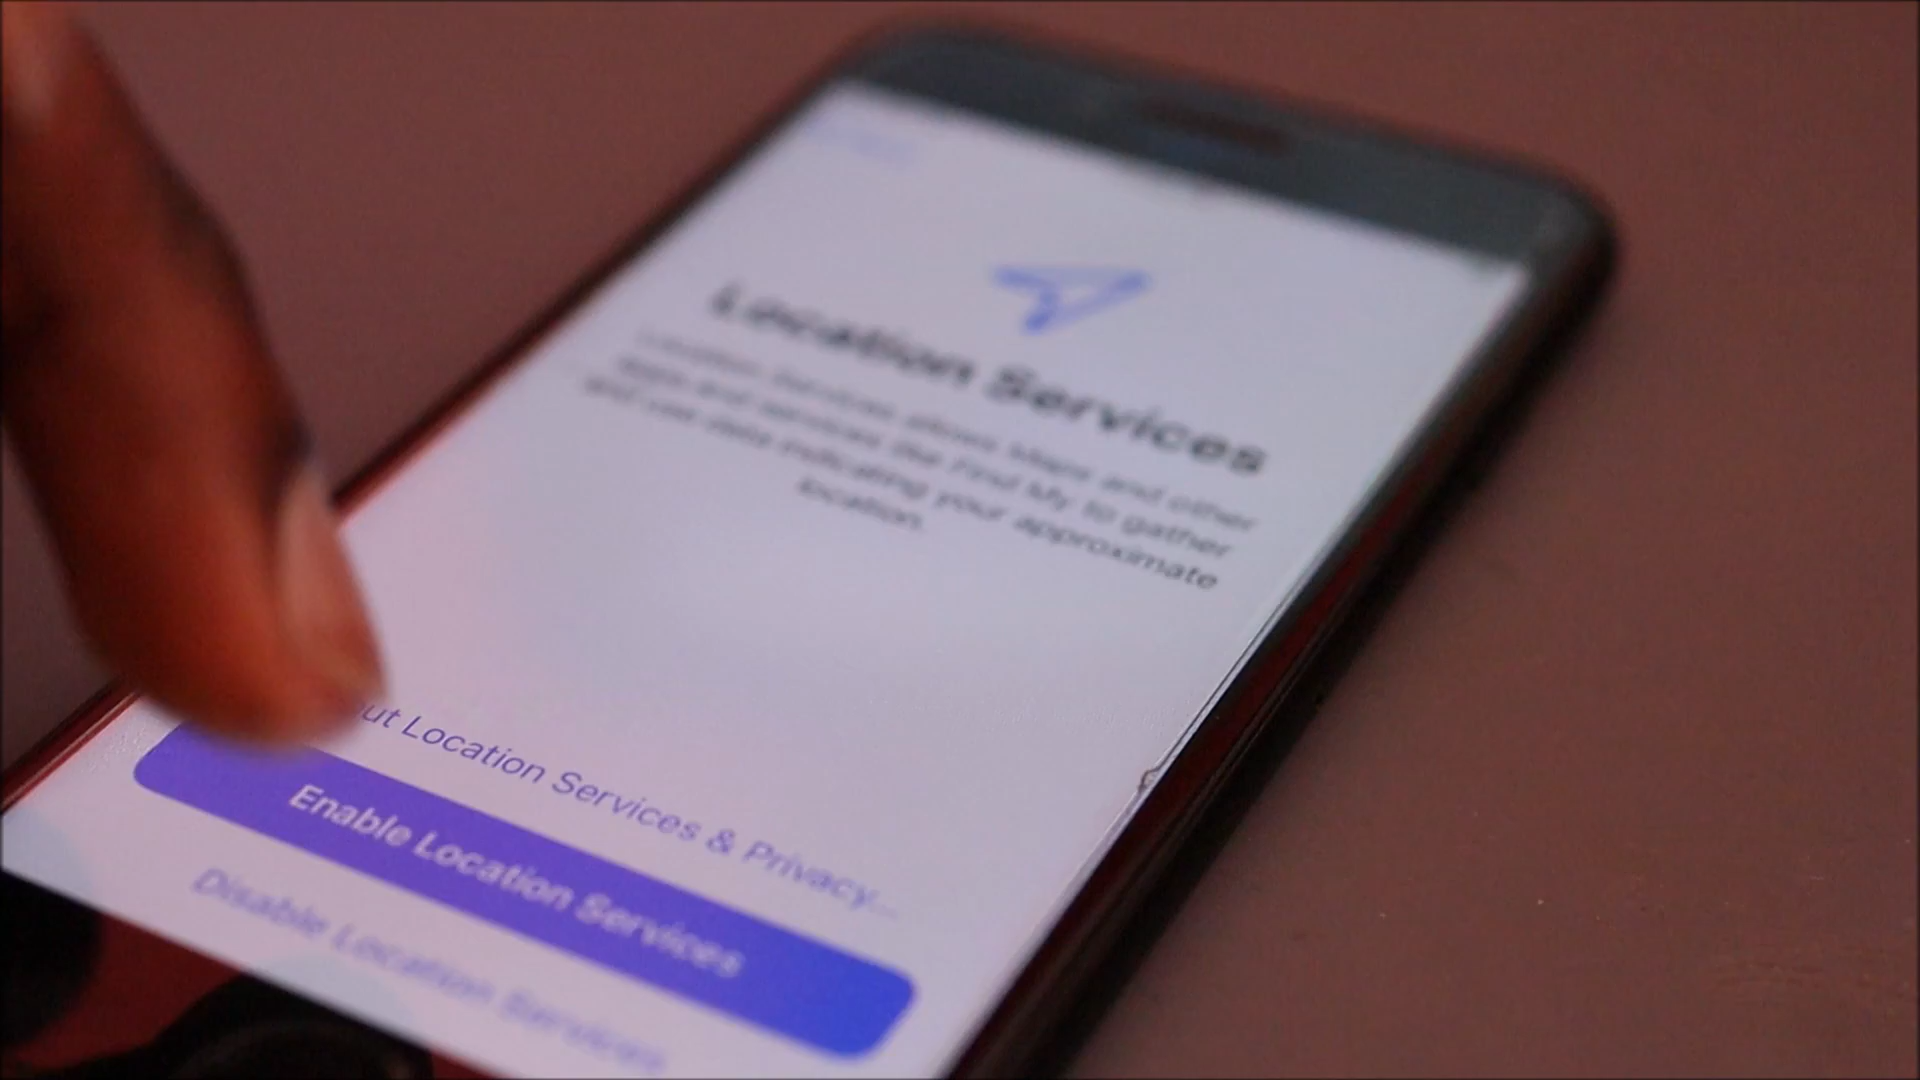 Location Services
Location Services allows Maps and other
apps and services like Find My to gather
and use data indicating your approximate
location.
ut Location Services & Privacy...
Enable Location Services
Disable Location Services